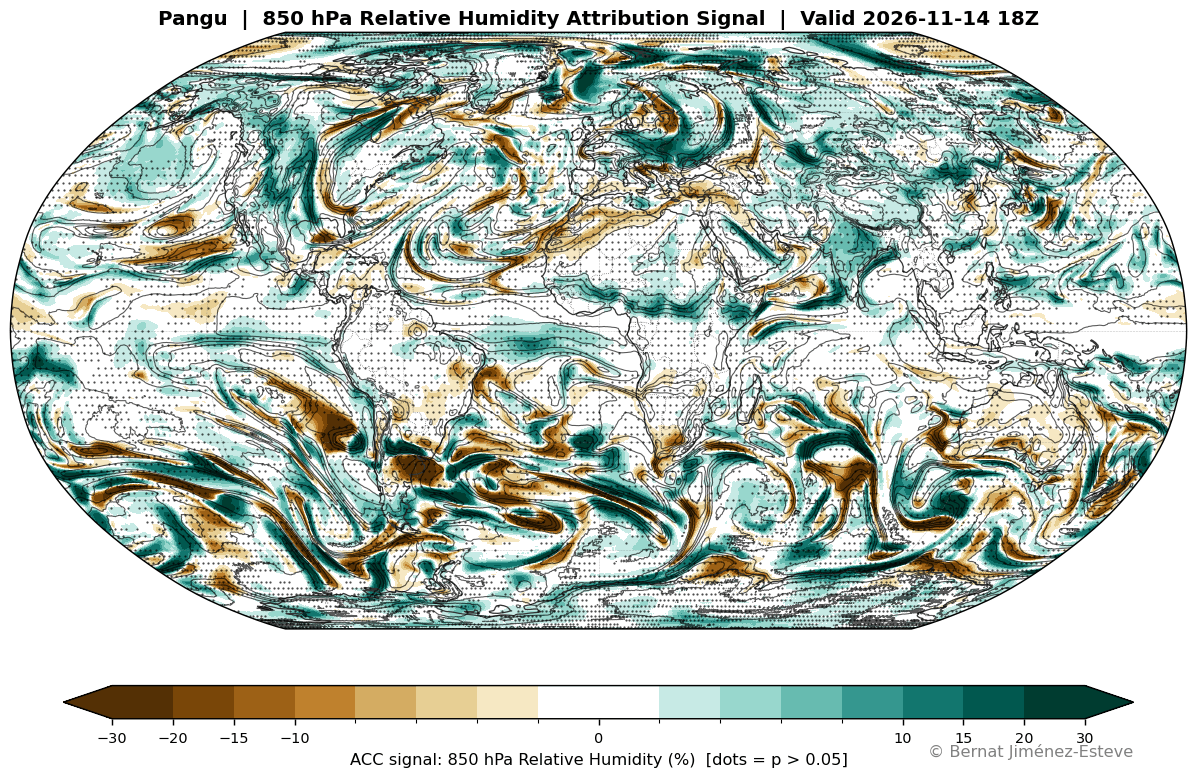 Pangu | 850 hPa Relative Humidity Attribution Signal | Valid 2026-11-14 18Z
−30 −20 −15 −10 0 10 15 20 30
ACC signal: 850 hPa Relative Humidity (%) [dots = p > 0.05]
© Bernat Jiménez-Esteve